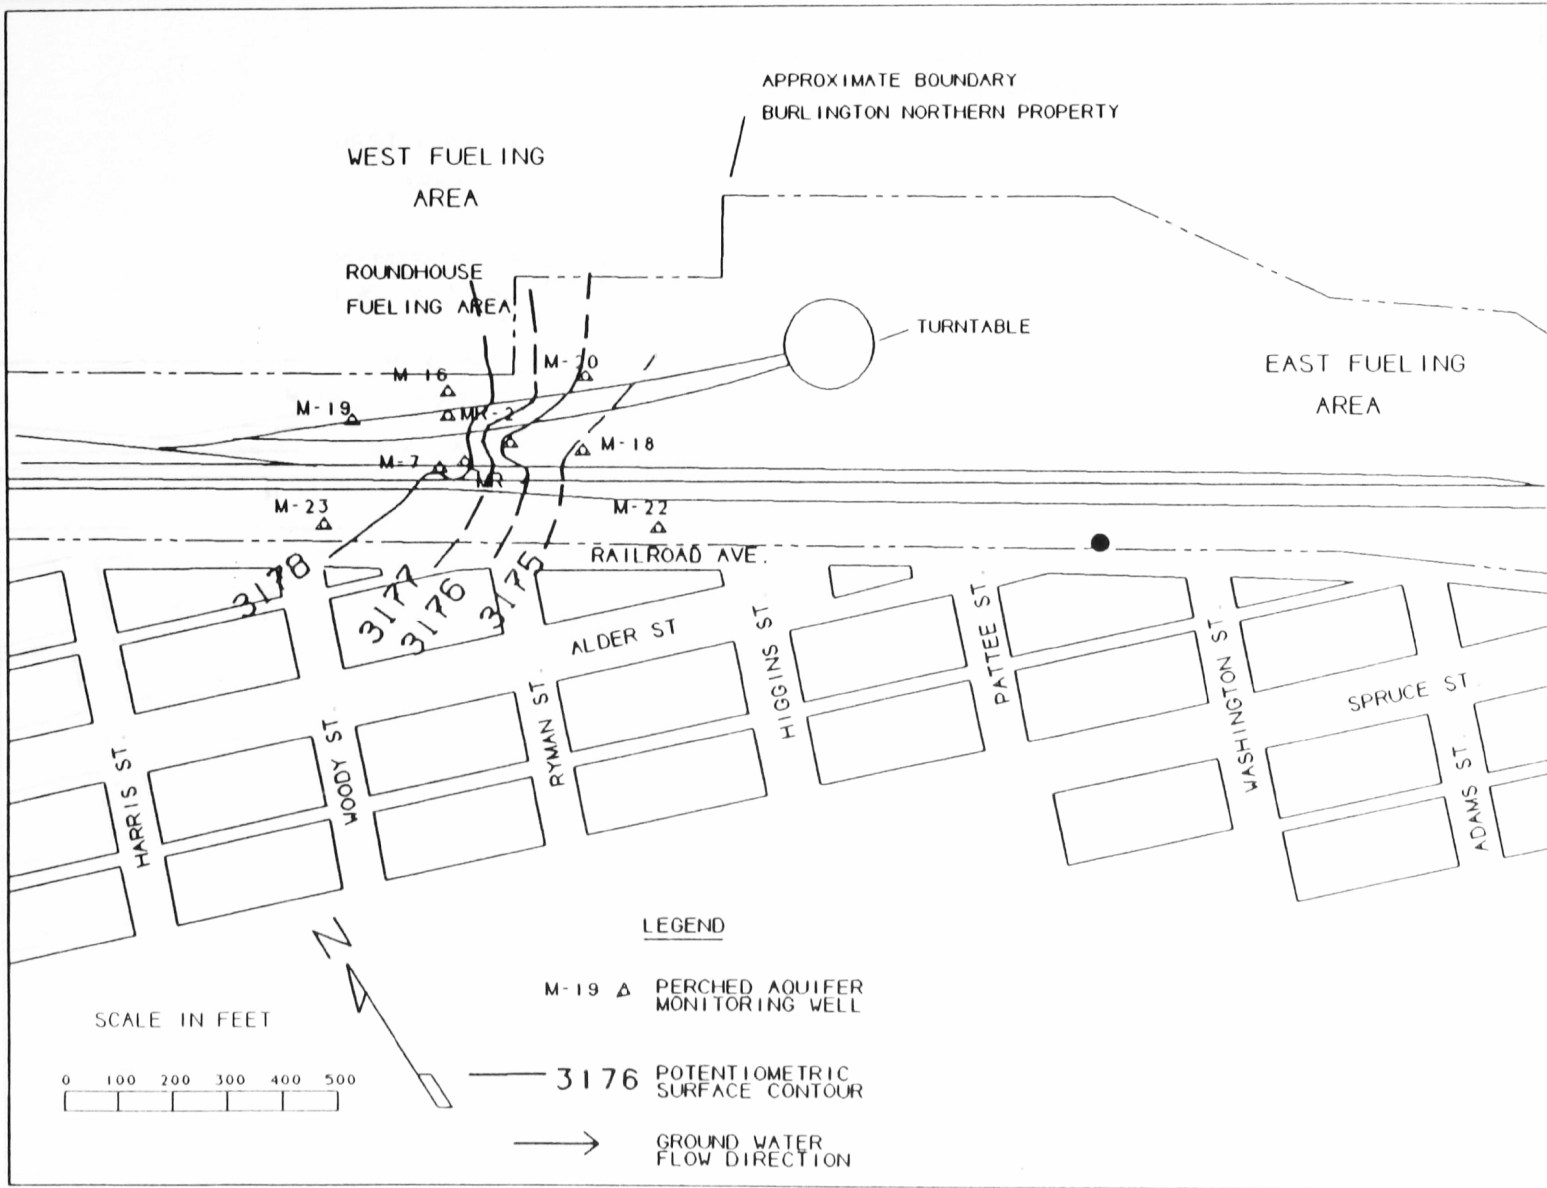 APPROXIMATE BOUNDARY
BURLINGTON NORTHERN PROPERTY
WEST FUELING
AREA
ROUNDHOUSE
FUELING AREA
TURNTABLE
EAST FUELING
AREA
M-16
M-20
M-19
MR-2
M-18
M-7
MR
M-23
M-22
RAILROAD AVE.
3178
3177
3176
3175
ALDER ST
HIGGINS ST.
PATTEE ST.
WASHINGTON ST.
SPRUCE ST.
ADAMS ST.
HARRIS ST.
WOODY ST.
RYMAN ST.
N
LEGEND
M-19 PERCHED AQUIFER
MONITORING WELL
SCALE IN FEET
0 100 200 300 400 500
3176 POTENTIOMETRIC
SURFACE CONTOUR
GROUND WATER
FLOW DIRECTION